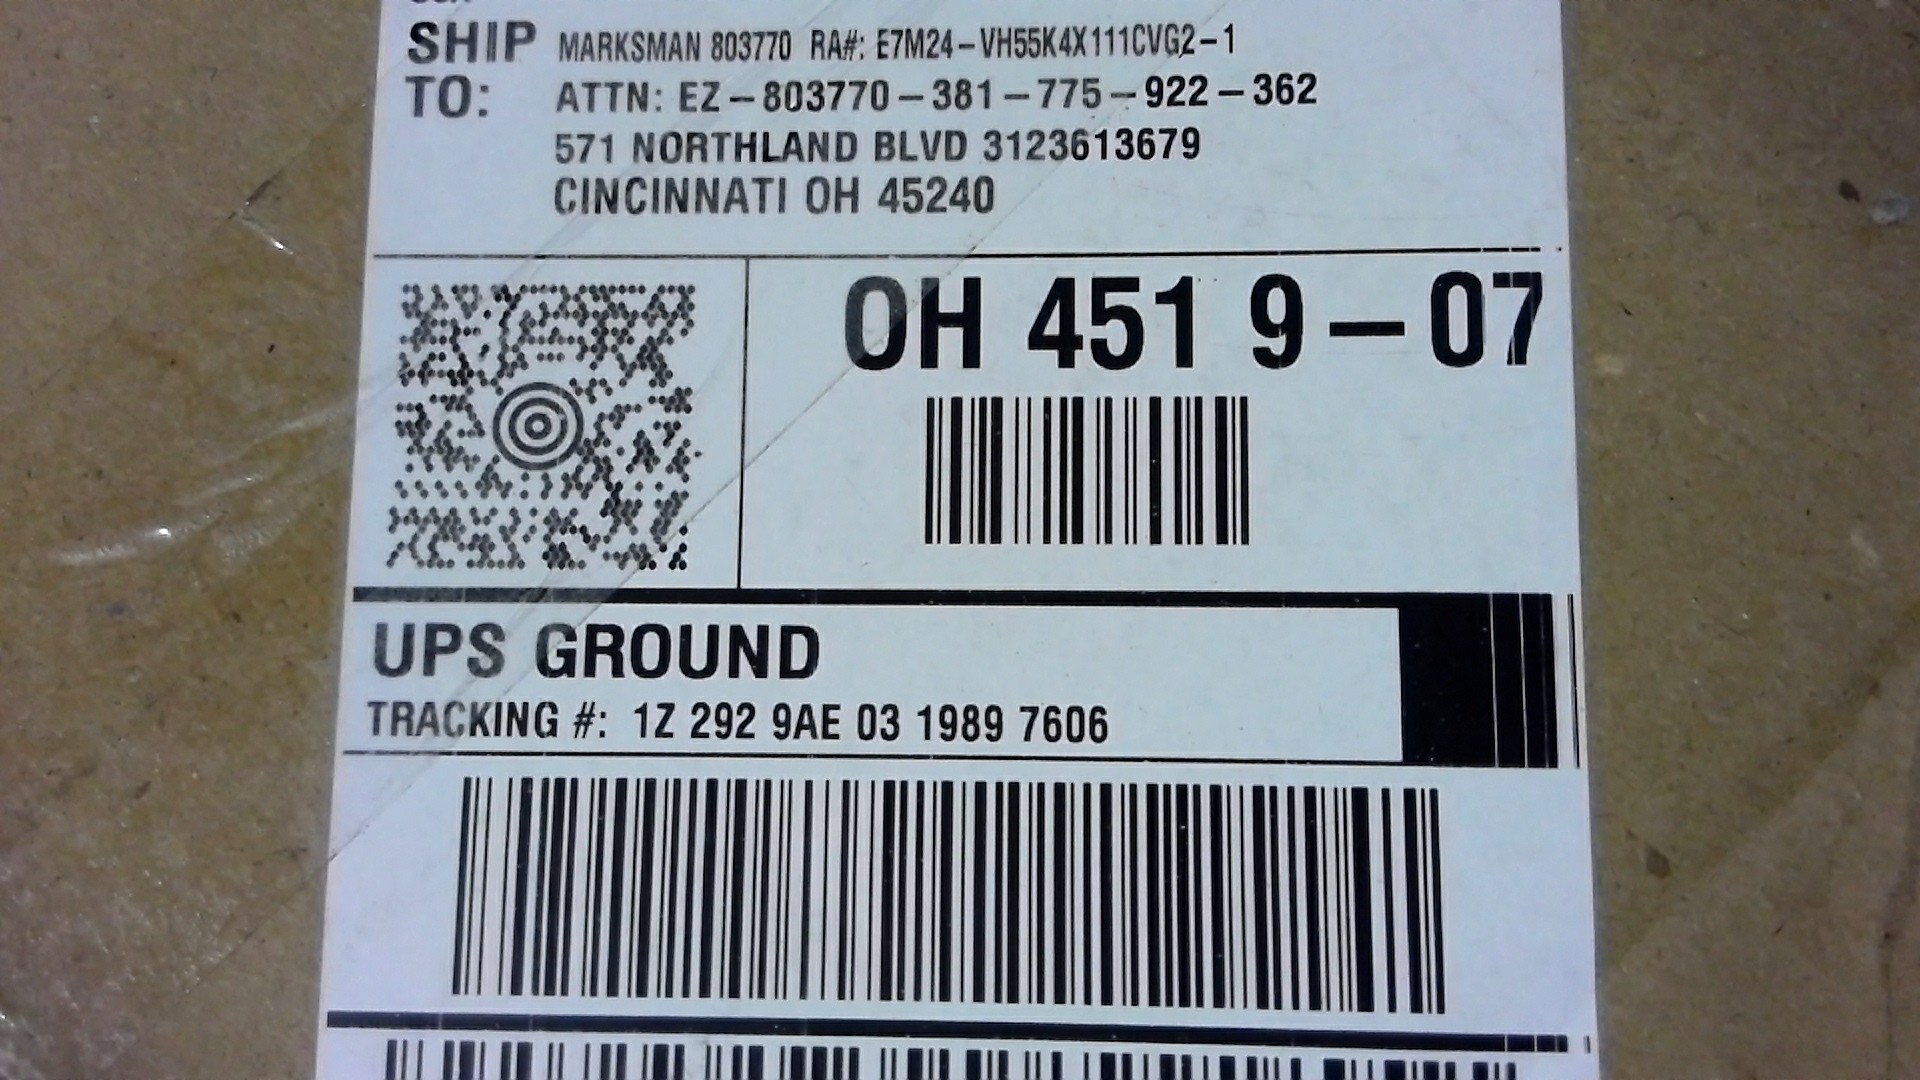 SHIP TO:
MARKSMAN 803770 RA#: E7M24-VH55K4X111CVG2-1
ATTN: EZ-803770-381-775-922-362
571 NORTHLAND BLVD 3123613679
CINCINNATI OH 45240
OH 451 9-07
UPS GROUND
TRACKING #: 1Z 292 9AE 03 1989 7606